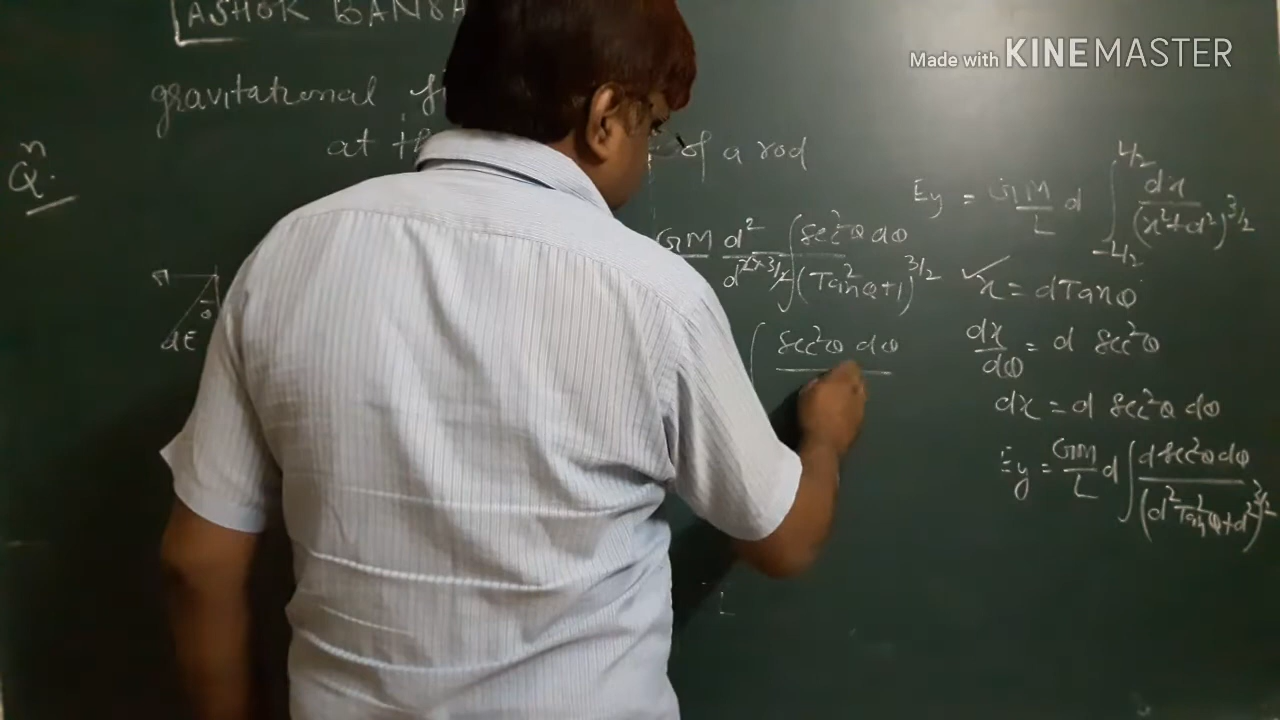 ASHOK BANSA
Made with KINEMASTER
gravitational
at of a rod
Qⁿ.
Ey = GM/L d ∫_{-L/2}^{L/2} dx/(x²+d²)^{3/2}
GM d² ∫ sec²θ dθ/(Tan²θ+1)^{3/2}
✓ x = d Tanθ
θ
dE
∫ sec²θ dθ
dx/dθ = d sec²θ
dx = d sec²θ dθ
Ey = GM/L d ∫ d sec²θ dθ/(d² Tan²θ+d²)^{3/2}
L